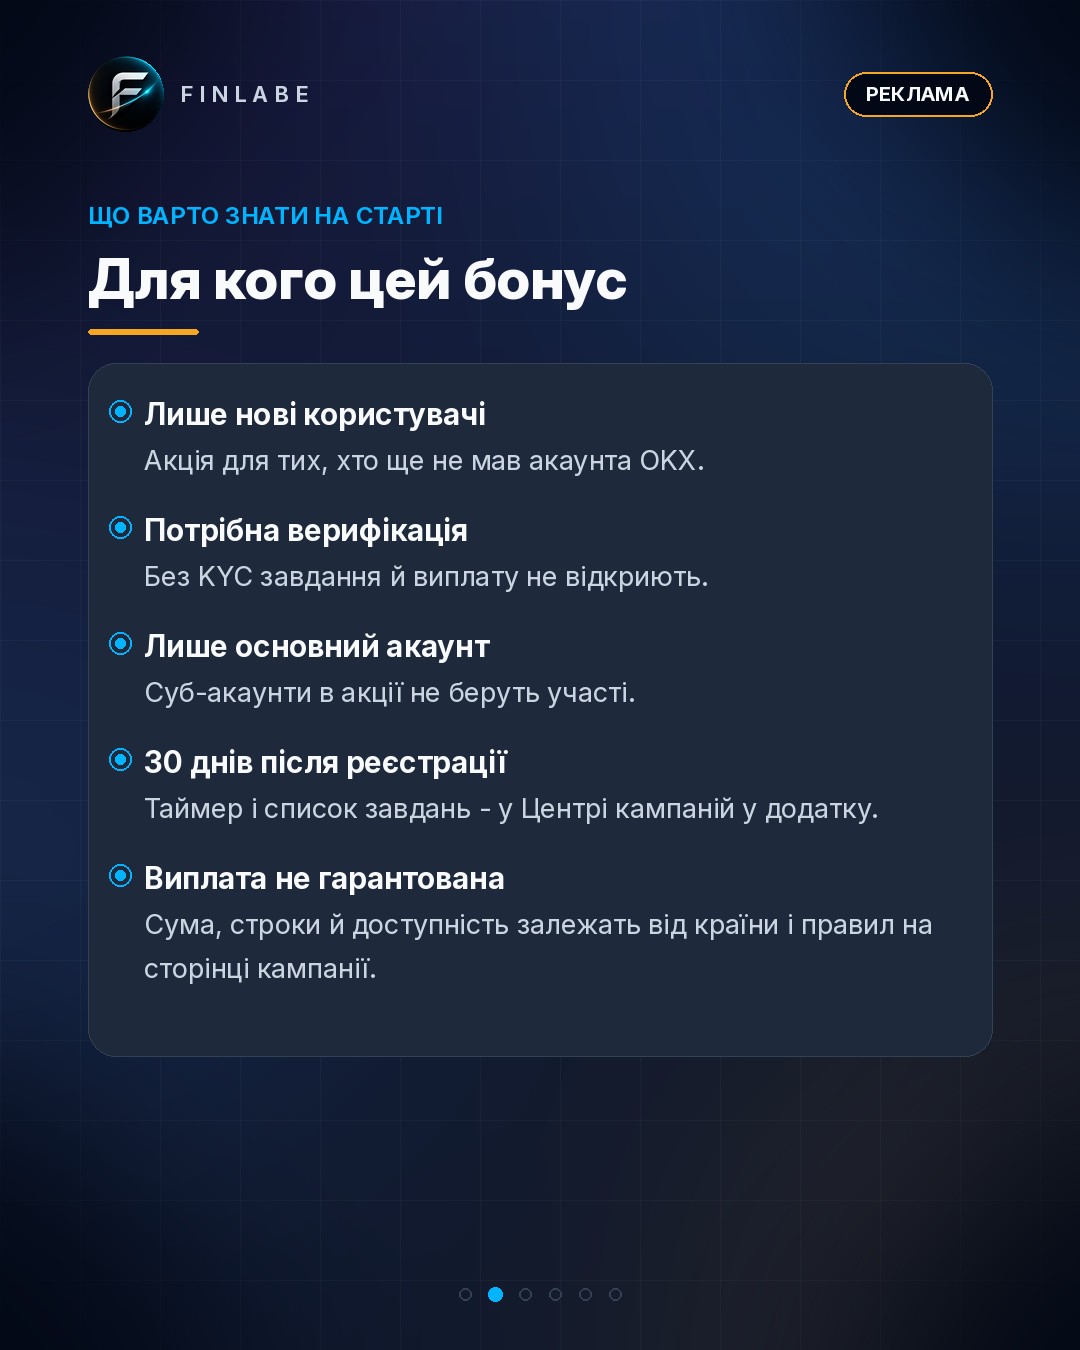 FINLABE
РЕКЛАМА
ЩО ВАРТО ЗНАТИ НА СТАРТІ
Для кого цей бонус
Лише нові користувачі
Акція для тих, хто ще не мав акаунта OKX.
Потрібна верифікація
Без KYC завдання й виплату не відкриють.
Лише основний акаунт
Суб-акаунти в акції не беруть участі.
30 днів після реєстрації
Таймер і список завдань - у Центрі кампаній у додатку.
Виплата не гарантована
Сума, строки й доступність залежать від країни і правил на
сторінці кампанії.